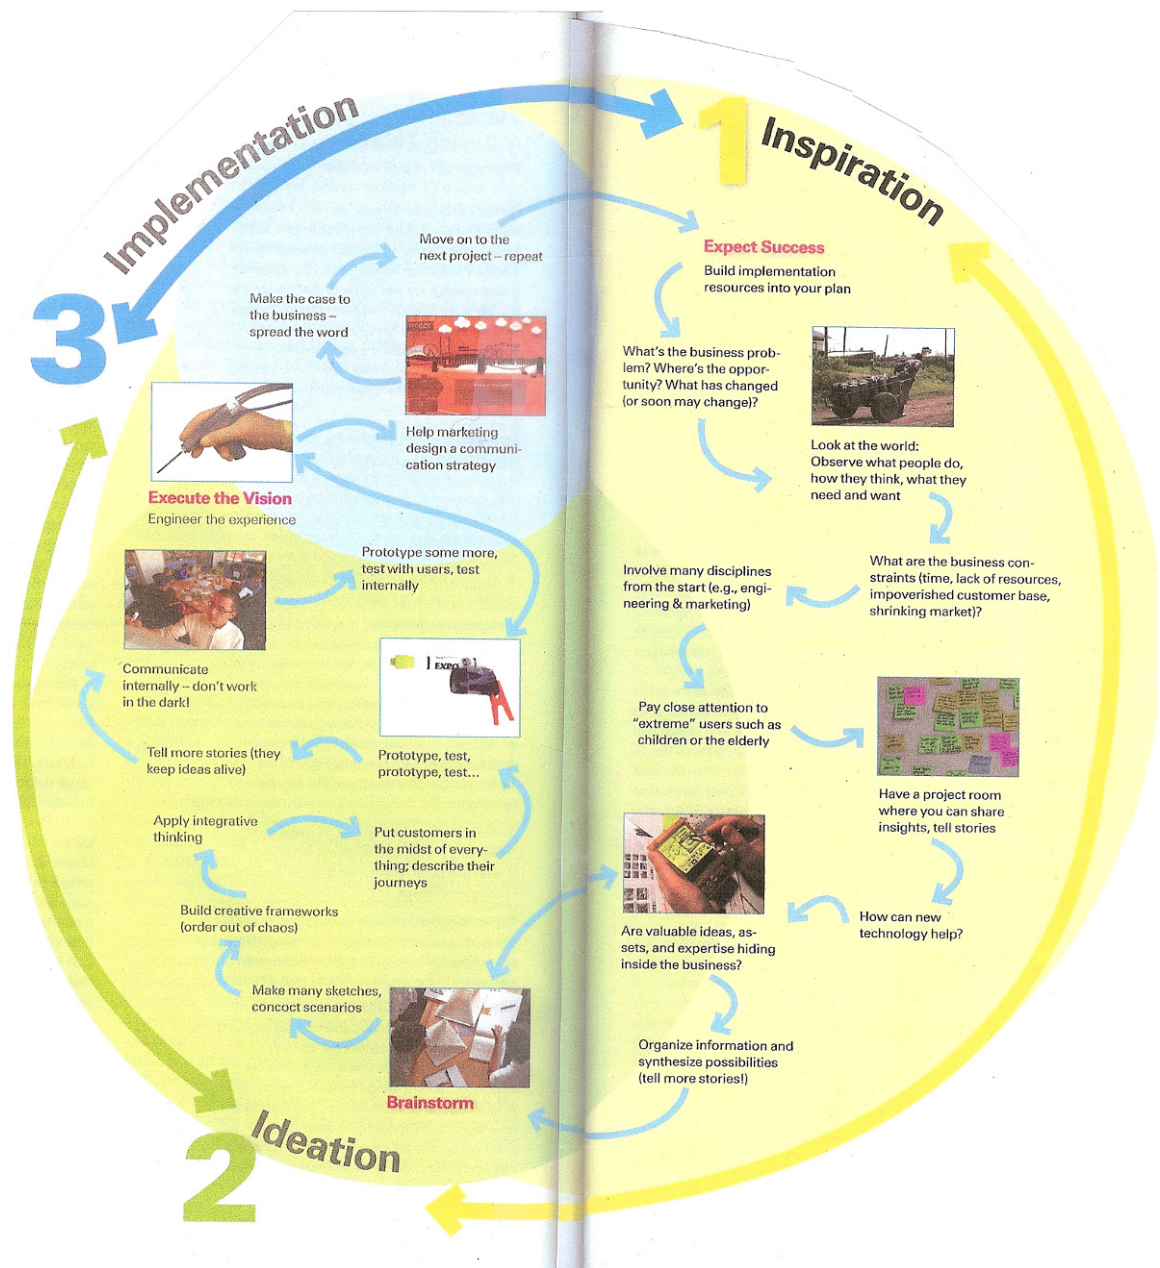 1
Inspiration
Expect Success
Build implementation
resources into your plan
What's the business prob-
lem? Where's the oppor-
tunity? What has changed
(or soon may change)?
Look at the world:
Observe what people do,
how they think, what they
need and want
What are the business con-
straints (time, lack of resources,
impoverished customer base,
shrinking market)?
Involve many disciplines
from the start (e.g., engi-
neering & marketing)
Pay close attention to
“extreme” users such as
children or the elderly
Have a project room
where you can share
insights, tell stories
How can new
technology help?
Are valuable ideas, as-
sets, and expertise hiding
inside the business?
Organize information and
synthesize possibilities
(tell more stories!)
2
Ideation
Brainstorm
Make many sketches,
concoct scenarios
Build creative frameworks
(order out of chaos)
Apply integrative
thinking
Put customers in
the midst of every-
thing; describe their
journeys
EXPO
Prototype, test,
prototype, test...
Tell more stories (they
keep ideas alive)
Communicate
internally – don't work
in the dark!
Prototype some more,
test with users, test
internally
3
Implementation
Execute the Vision
Engineer the experience
Help marketing
design a communi-
cation strategy
Make the case to
the business –
spread the word
Move on to the
next project – repeat